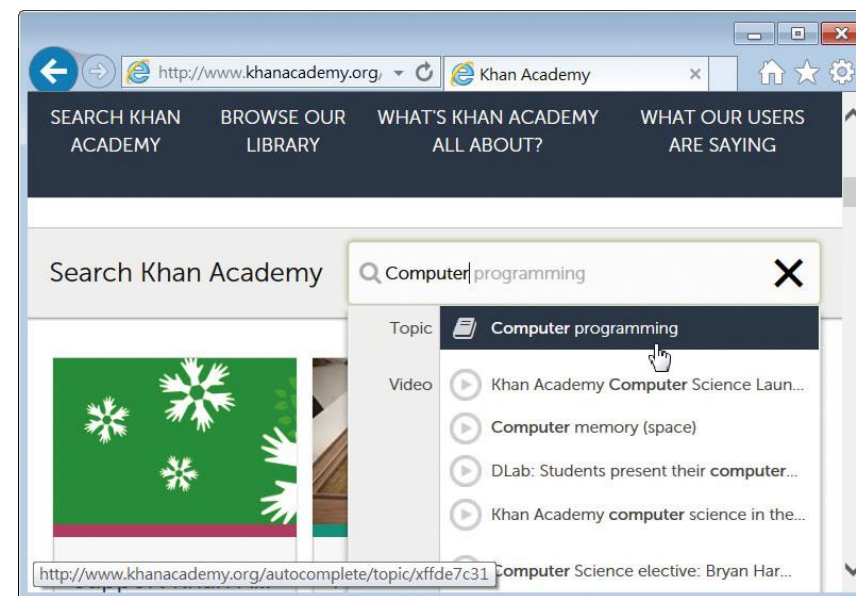 http://www.khanacademy.org/
Khan Academy
SEARCH KHAN ACADEMY
BROWSE OUR LIBRARY
WHAT'S KHAN ACADEMY ALL ABOUT?
WHAT OUR USERS ARE SAYING
Search Khan Academy
Computer programming
Topic
Computer programming
Video
Khan Academy Computer Science Laun...
Computer memory (space)
DLab: Students present their computer...
Khan Academy computer science in the...
Computer Science elective: Bryan Har...
http://www.khanacademy.org/autocomplete/topic/xffde7c31